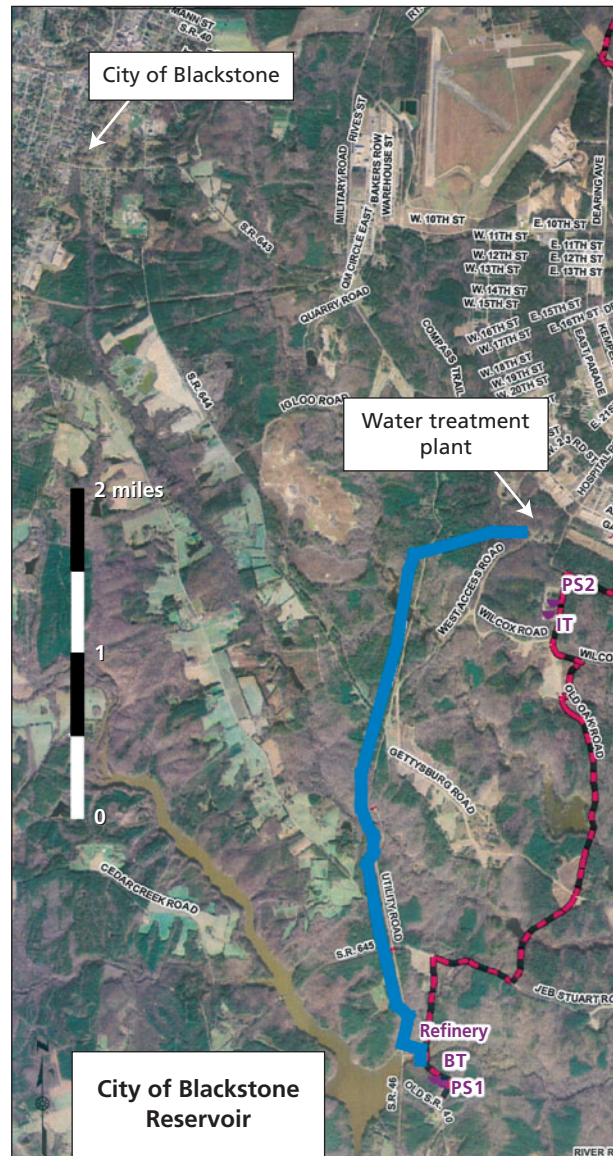 MANN ST
S.R. 40
City of Blackstone
MILITARY ROAD
RIVES ST
BAKERS ROW
WAREHOUSE ST
QM CIRCLE EAST
DEARING AVE
W. 10TH ST
E. 10TH ST
W. 11TH ST
E. 11TH ST
W. 12TH ST
E. 12TH ST
W. 13TH ST
E. 13TH ST
S.R. 643
W. 14TH ST
W. 15TH ST
QUARRY ROAD
E. 15TH ST
E. 16TH ST
W. 16TH ST
W. 17TH ST
COMPASS TRAIL
EAST PARADE
W. 18TH ST
W. 19TH ST
W. 20TH ST
S.R. 644
IGLOO ROAD
Water treatment
plant
HOSPITAL
2 miles
WEST ACCESS ROAD
PS2
IT
WILCOX ROAD
1
OLD OAK ROAD
GETTYSBURG ROAD
0
CEDARCREEK ROAD
UTILITY ROAD
S.R. 645
JEB STUART RO
Refinery
BT
PS1
S.R. 46
OLD S.R. 40
City of Blackstone
Reservoir
RIVER R